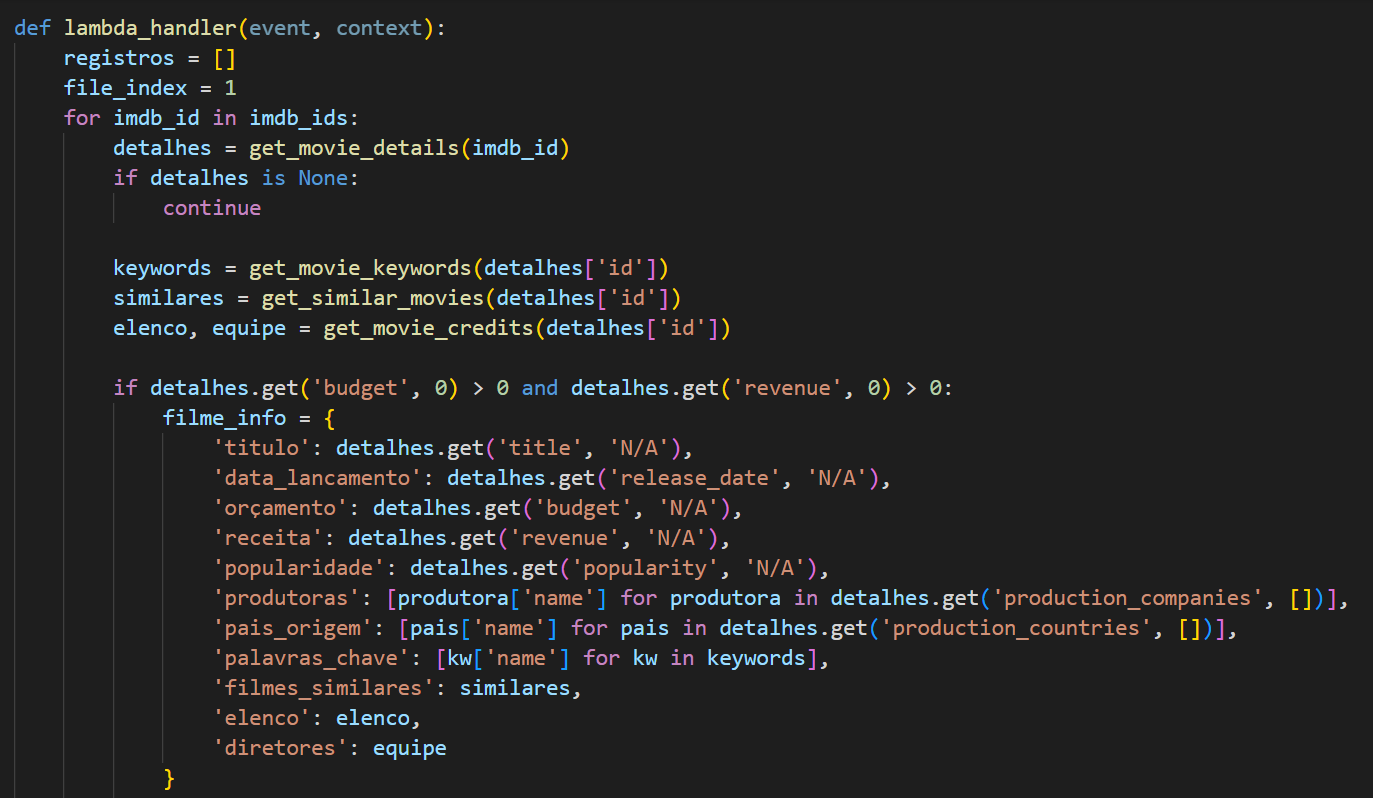 def lambda_handler(event, context):
    registros = []
    file_index = 1
    for imdb_id in imdb_ids:
        detalhes = get_movie_details(imdb_id)
        if detalhes is None:
            continue

        keywords = get_movie_keywords(detalhes['id'])
        similares = get_similar_movies(detalhes['id'])
        elenco, equipe = get_movie_credits(detalhes['id'])

        if detalhes.get('budget', 0) > 0 and detalhes.get('revenue', 0) > 0:
            filme_info = {
                'titulo': detalhes.get('title', 'N/A'),
                'data_lancamento': detalhes.get('release_date', 'N/A'),
                'orçamento': detalhes.get('budget', 'N/A'),
                'receita': detalhes.get('revenue', 'N/A'),
                'popularidade': detalhes.get('popularity', 'N/A'),
                'produtoras': [produtora['name'] for produtora in detalhes.get('production_companies', [])],
                'pais_origem': [pais['name'] for pais in detalhes.get('production_countries', [])],
                'palavras_chave': [kw['name'] for kw in keywords],
                'filmes_similares': similares,
                'elenco': elenco,
                'diretores': equipe
            }